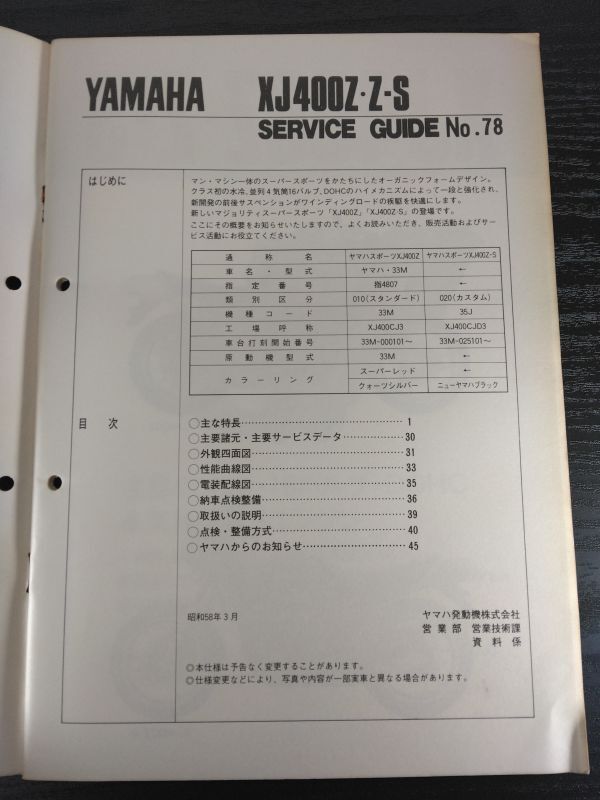 YAMAHA XJ400Z・Z-S
SERVICE GUIDE No.78
はじめに
マン・マシン一体のスーパースポーツをかたちにしたオーガニックフォームデザイン。
クラス初の水冷、並列4気筒16バルブ、DOHCのハイメカニズムによって一段と強化され、
新開発の前後サスペンションがワインディングロードの疾駆を快適にします。
新しいマジョリティスーパースポーツ「XJ400Z」「XJ400Z-S」の登場です。
ここにその概要をお知らせいたしますので、よくお読みいただき、販売活動およびサー
ビス活動にお役立てください。
通称名 ヤマハスポーツXJ400Z ヤマハスポーツXJ400Z-S
車名・型式 ヤマハ・33M ←
指定番号 指4807 ←
類別区分 010(スタンダード) 020(カスタム)
機種コード 33M 35J
工場呼称 XJ400CJ3 XJ400CJD3
車台打刻開始番号 33M-000101〜 33M-025101〜
原動機型式 33M ←
カラーリング スーパーレッド ←
クォーツシルバー ニューヤマハブラック
目次
○主な特長 1
○主要諸元・主要サービスデータ 30
○外観四面図 31
○性能曲線図 33
○電装配線図 35
○納車点検整備 36
○取扱いの説明 39
○点検・整備方式 40
○ヤマハからのお知らせ 45
昭和58年3月
ヤマハ発動機株式会社
営業部 営業技術課
資料係
◎本仕様は予告なく変更することがあります。
◎仕様変更などにより、写真や内容が一部実車と異なる場合があります。